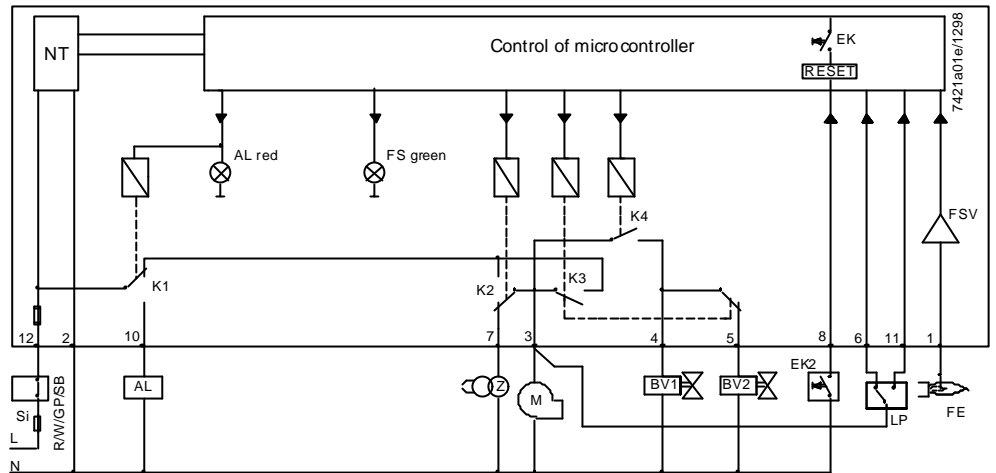 NT
Control of microcontroller
EK
RESET
7421a01e/1298
AL red
FS green
FSV
K4
K1
K2
K3
12
2
10
7
3
4
5
8
6
11
1
Si
R/W/GP/SB
AL
Z
M
BV1
BV2
EK2
LP
FE
L
N